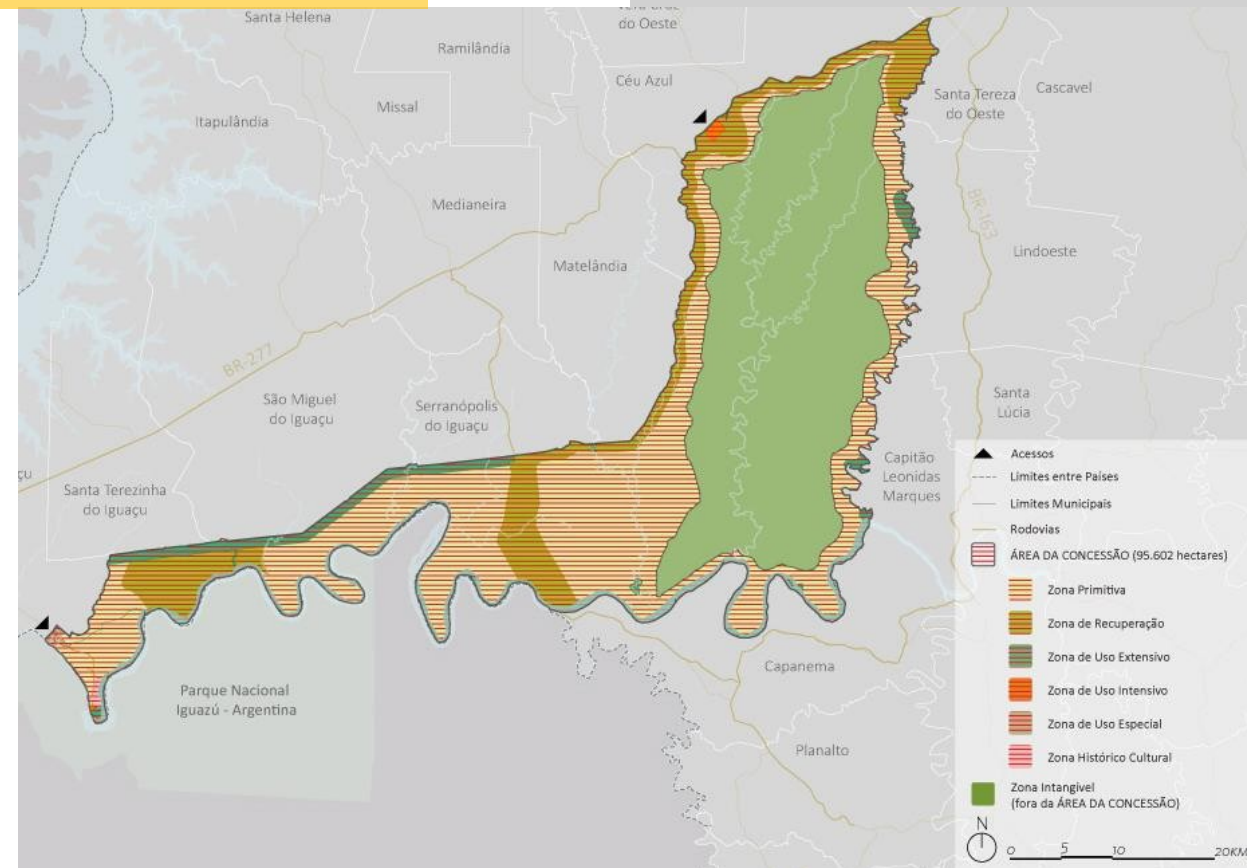 Santa Helena
do Oeste
Ramilândia
Céu Azul
Missal
Santa Tereza
do Oeste
Cascavel
Itapulândia
BR-163
Medianeira
Lindoeste
Matelândia
BR-277
São Miguel
do Iguaçu
Serranópolis
do Iguaçu
Santa
Lúcia
Capitão
Leonidas
Marques
çu
Santa Terezinha
do Iguaçu
Parque Nacional
Iguazú - Argentina
Capanema
Planalto
Acessos
Limites entre Países
Limites Municipais
Rodovias
ÁREA DA CONCESSÃO (95.602 hectares)
Zona Primitiva
Zona de Recuperação
Zona de Uso Extensivo
Zona de Uso Intensivo
Zona de Uso Especial
Zona Histórico Cultural
Zona Intangível
(fora da ÁREA DA CONCESSÃO)
N
0 5 10 20KM